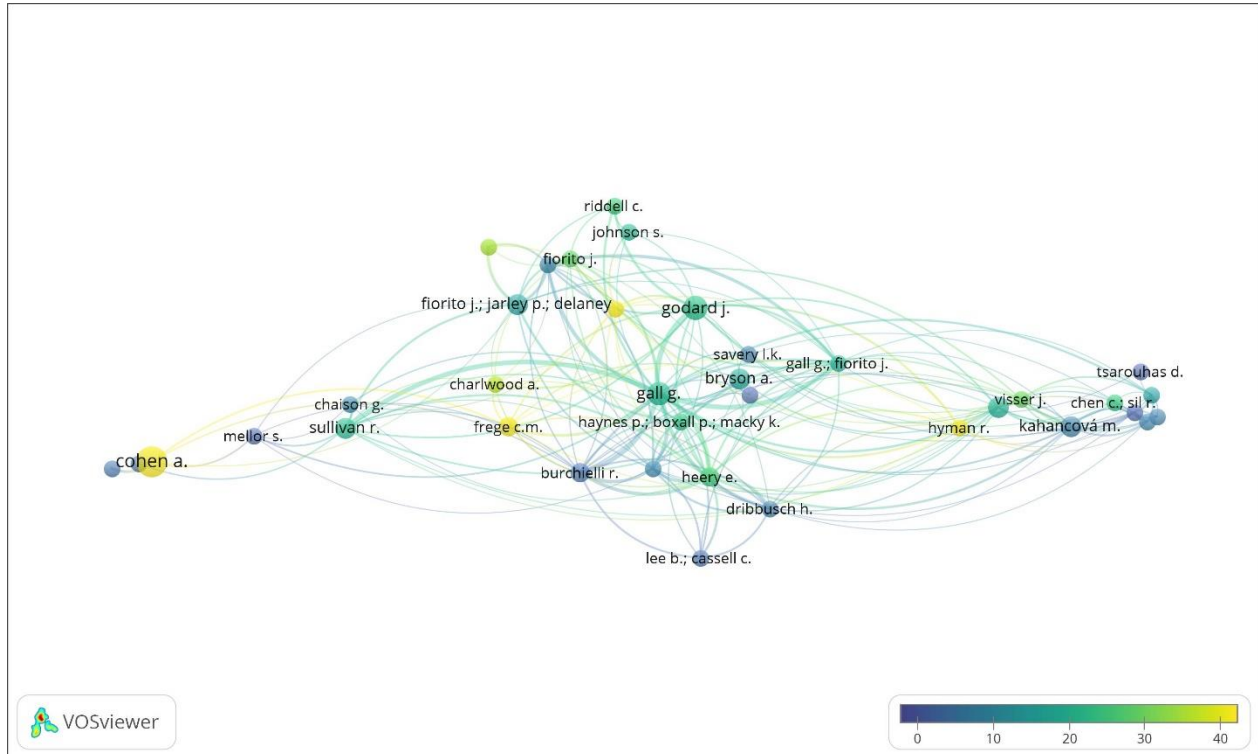 riddell c.
johnson s.
fiorito j.
fiorito j.; jarley p.; delaney
godard j.
savery l.k.
gall g.; fiorito j.
bryson a.
charlwood a.
gall g.
tsarouhas d.
visser j.
chen c.; sil r.
chaison g.
sullivan r.
frege c.m.
haynes p.; boxall p.; macky k.
hyman r.
kahancová m.
mellor s.
cohen a.
burchielli r.
heery e.
dribbusch h.
lee b.; cassell c.
VOSviewer
0 10 20 30 40